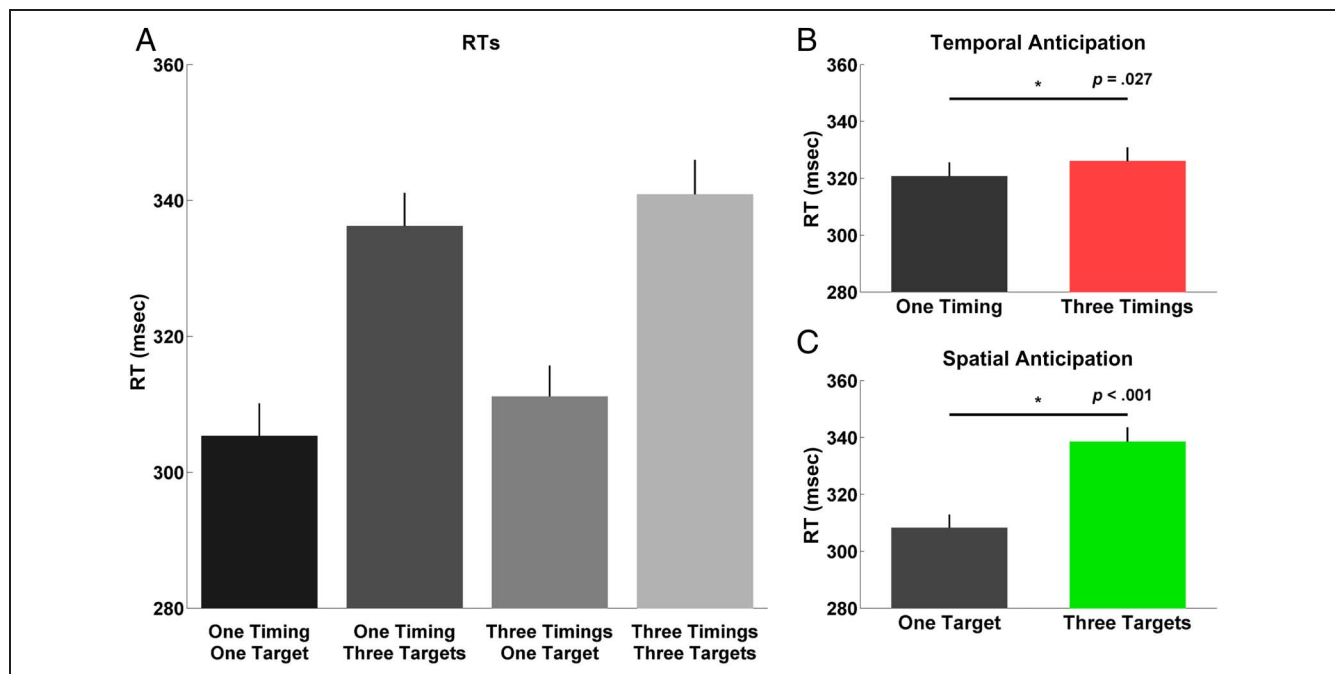 A
RTs
360
340
320
300
280
RT (msec)
One Timing
One Target
One Timing
Three Targets
Three Timings
One Target
Three Timings
Three Targets
B
Temporal Anticipation
360
340
320
300
280
RT (msec)
*
p = .027
One Timing
Three Timings
C
Spatial Anticipation
360
340
310
300
280
RT (msec)
*
p < .001
One Target
Three Targets